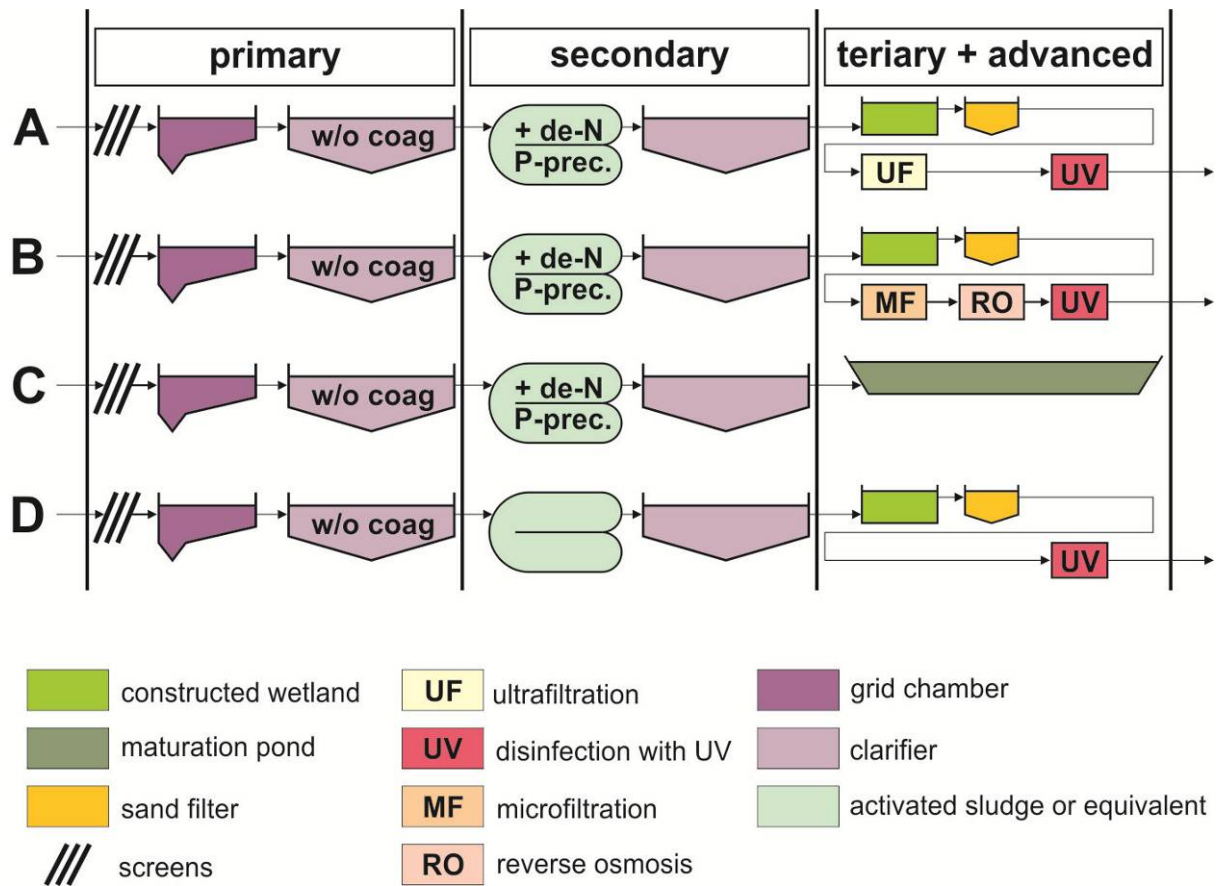 primary
secondary
teriary + advanced
A
w/o coag
+ de-N
P-prec.
UF
UV
B
w/o coag
+ de-N
P-prec.
MF
RO
UV
C
w/o coag
+ de-N
P-prec.
D
w/o coag
UV
constructed wetland
UF
ultrafiltration
grid chamber
maturation pond
UV
disinfection with UV
clarifier
sand filter
MF
microfiltration
activated sludge or equivalent
screens
RO
reverse osmosis